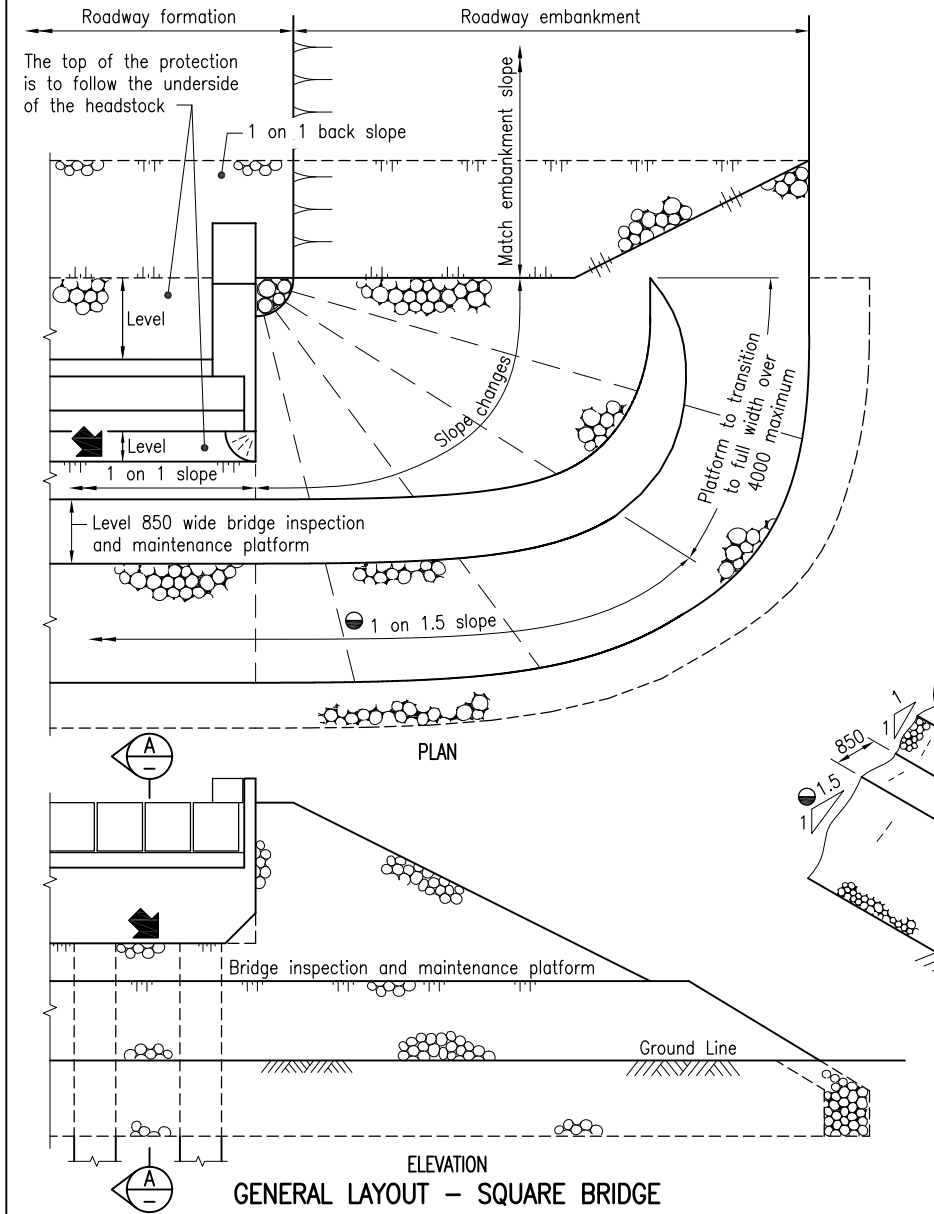 Roadway formation
Roadway embankment
The top of the protection
is to follow the underside
of the headstock
1 on 1 back slope
Match embankment slope
Level
Slope changes
Platform to transition
to full width over
4000 maximum
Level
1 on 1 slope
Level 850 wide bridge inspection
and maintenance platform
1 on 1.5 slope
A
–
PLAN
1
1
850
1.5
1
Bridge inspection and maintenance platform
Ground Line
A
–
ELEVATION
GENERAL LAYOUT – SQUARE BRIDGE